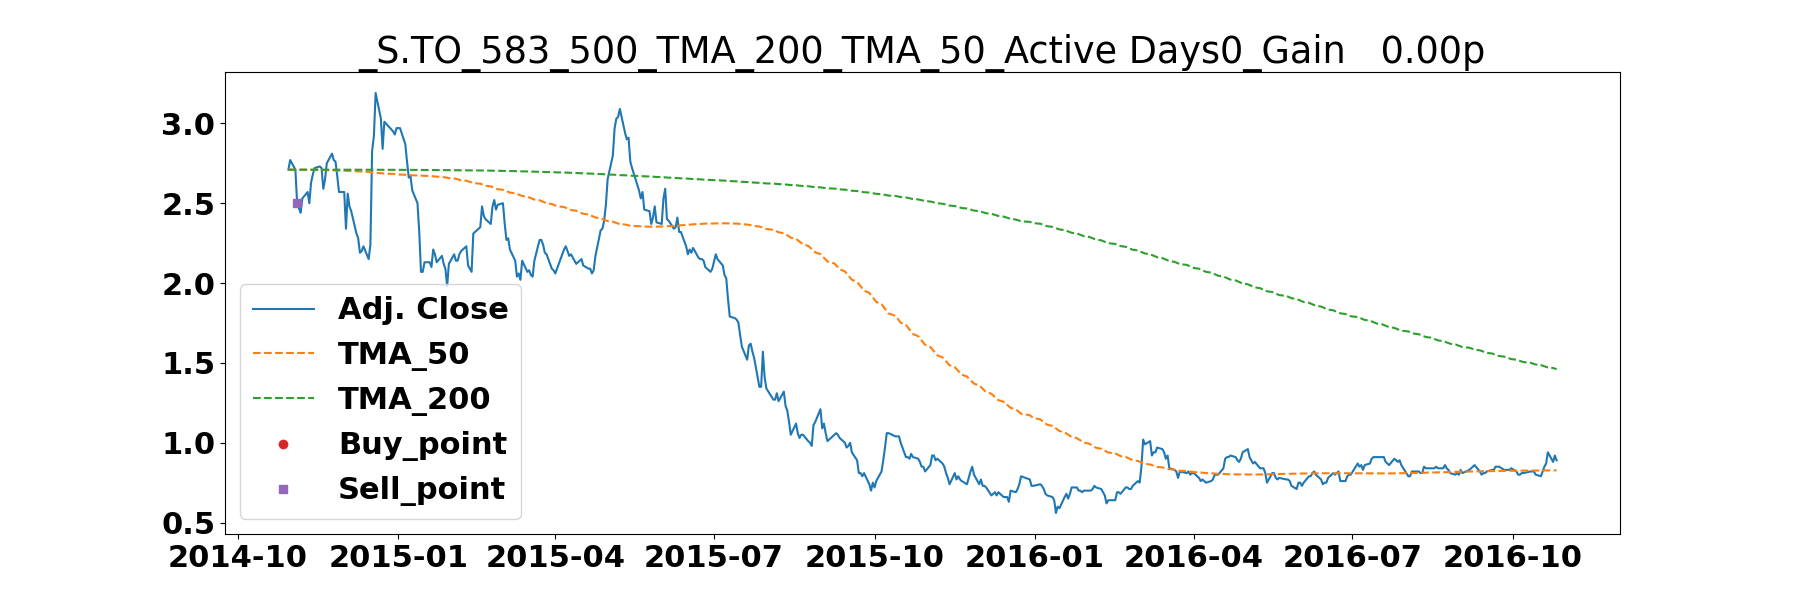 _S.TO_583_500_TMA_200_TMA_50_Active Days0_Gain   0.00p
3.0
2.5
2.0
1.5
1.0
0.5
Adj. Close
TMA_50
TMA_200
Buy_point
Sell_point
2014-10 2015-01 2015-04 2015-07 2015-10 2016-01 2016-04 2016-07 2016-10